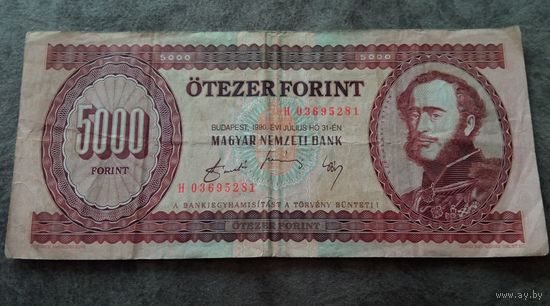 5000 5000
ÖTEZER FORINT
H 03695281
BUDAPEST, 1990. ÉVI JÚLIUS HÓ 31-ÉN
MAGYAR NEMZETI BANK
5000
FORINT
H 03695281
A BANKJEGYHAMISÍTÁST A TÖRVÉNY BÜNTETI!
ÖTEZER FORINT
www.ay.by